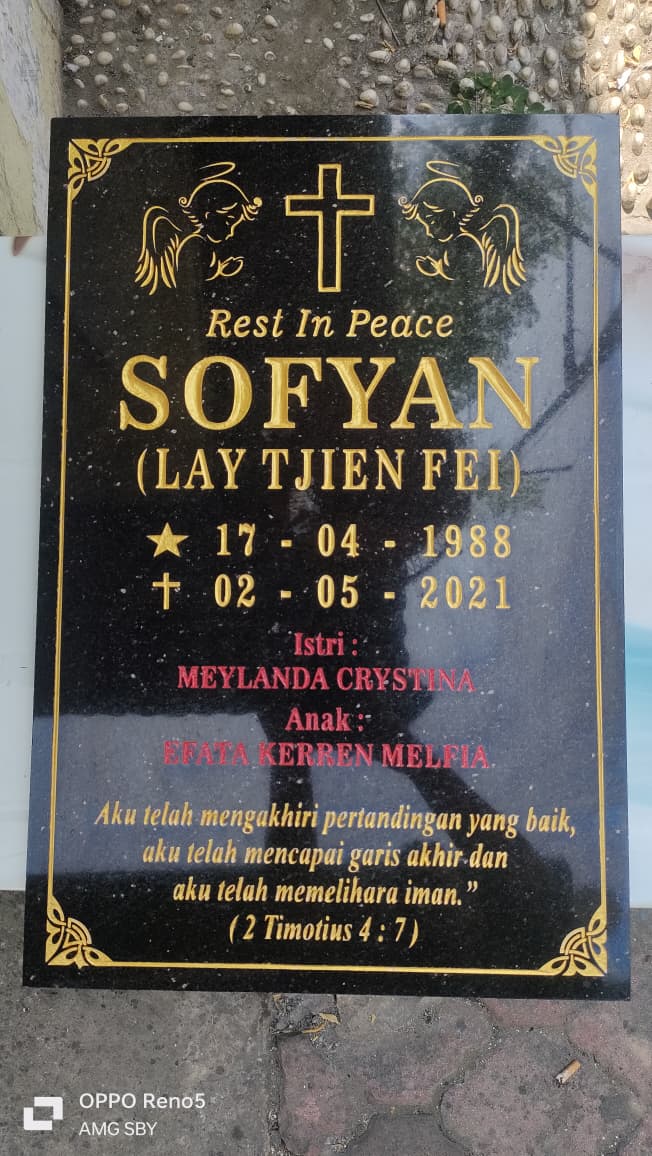 Rest In Peace
SOFYAN
(LAY TJIEN FEI)
★ 17 - 04 - 1988
✝ 02 - 05 - 2021
Istri :
MEYLANDA CRYSTINA
Anak :
EFATA KERREN MELFIA
Aku telah mengakhiri pertandingan yang baik,
aku telah mencapai garis akhir dan
aku telah memelihara iman.”
( 2 Timotius 4 : 7 )
OPPO Reno5
AMG SBY